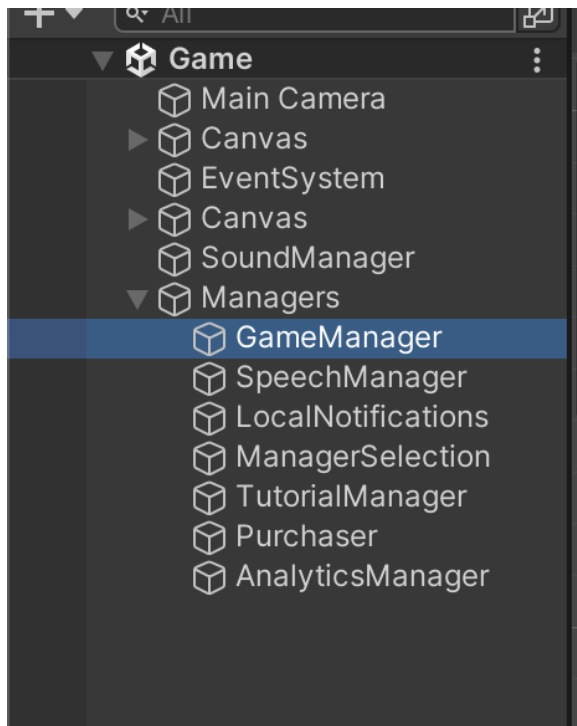 All
Game
Main Camera
Canvas
EventSystem
Canvas
SoundManager
Managers
GameManager
SpeechManager
LocalNotifications
ManagerSelection
TutorialManager
Purchaser
AnalyticsManager